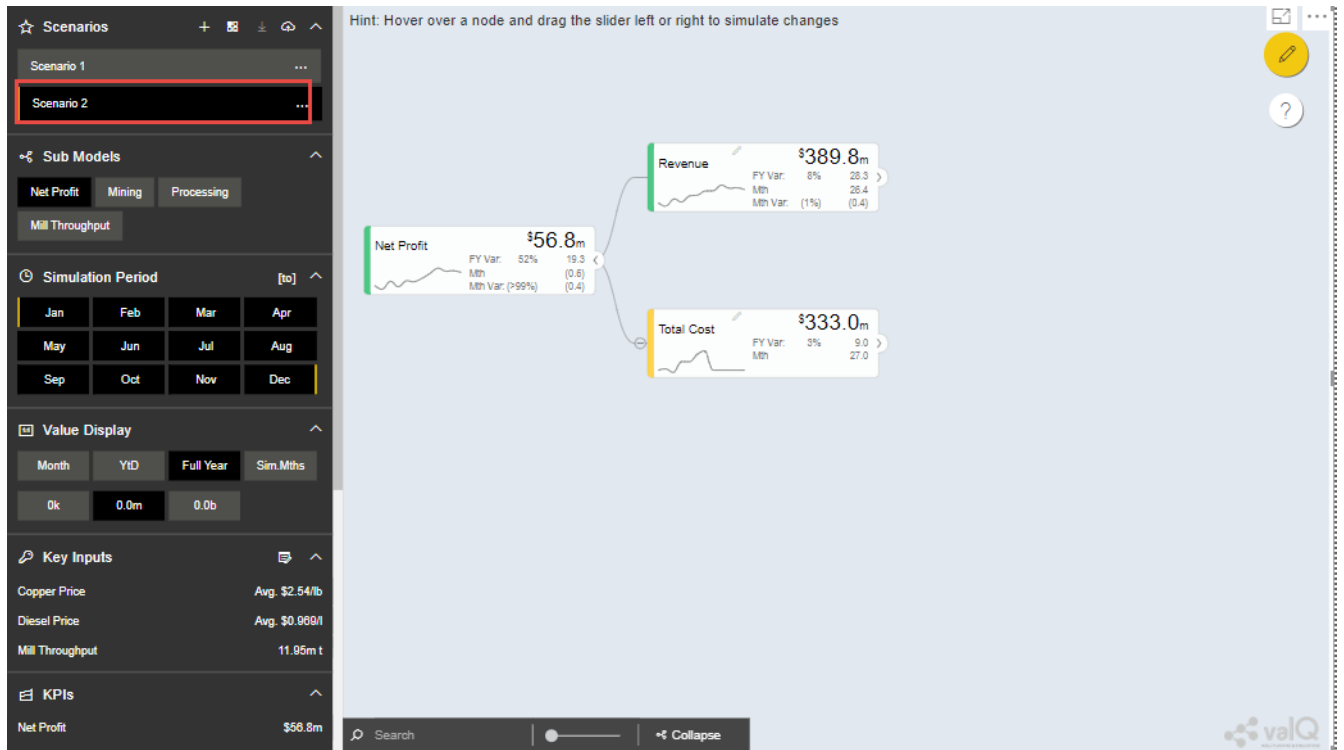 Scenarios
Scenario 1
Scenario 2
Sub Models
Net Profit Mining Processing
Mill Throughput
Simulation Period [to]
Jan Feb Mar Apr
May Jun Jul Aug
Sep Oct Nov Dec
Value Display
Month YtD Full Year Sim.Mths
0k 0.0m 0.0b
Key Inputs
Copper Price Avg. $2.54/lb
Diesel Price Avg. $0.969/l
Mill Throughput 11.95m t
KPIs
Net Profit $56.8m
Hint: Hover over a node and drag the slider left or right to simulate changes
?
Net Profit $56.8m
FY Var: 52% 19.3
Mth (0.6)
Mth Var: (>99%) (0.4)
Revenue $389.8m
FY Var: 8% 28.3
Mth 26.4
Mth Var: (1%) (0.4)
Total Cost $333.0m
FY Var: 3% 9.0
Mth 27.0
Search Collapse
valQ